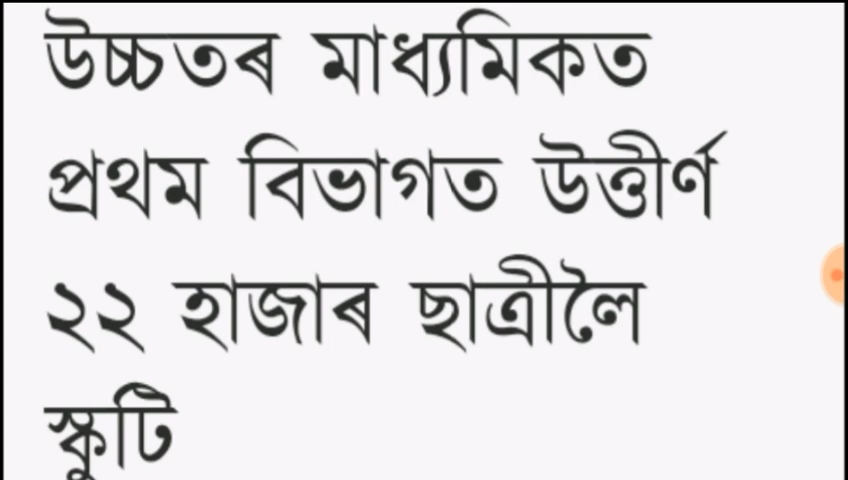 উচ্চতৰ মাধ্যমিকত
প্ৰথম বিভাগত উত্তীৰ্ণ
২২ হাজাৰ ছাত্ৰীলৈ
স্কুটি